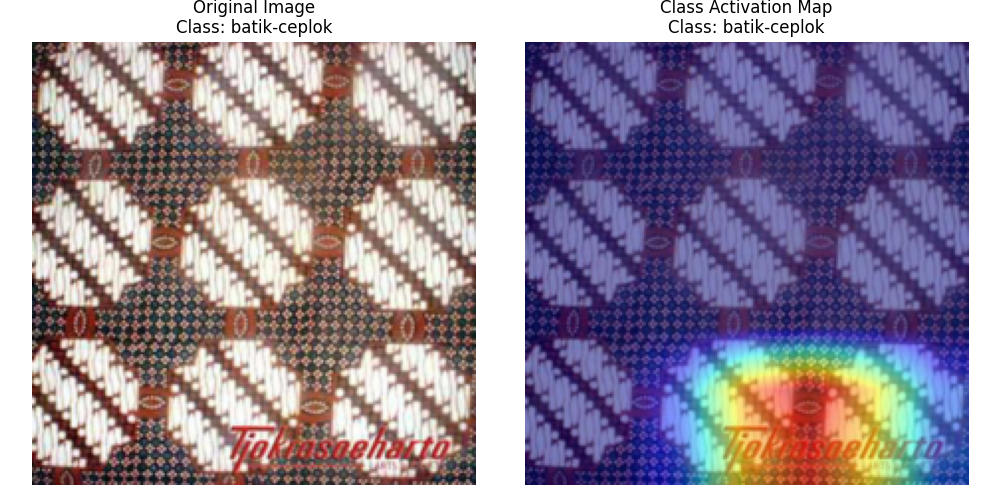 Original Image
Class: batik-ceplok
Class Activation Map
Class: batik-ceplok
Tjokrosoeharto
Tjokrosoeharto